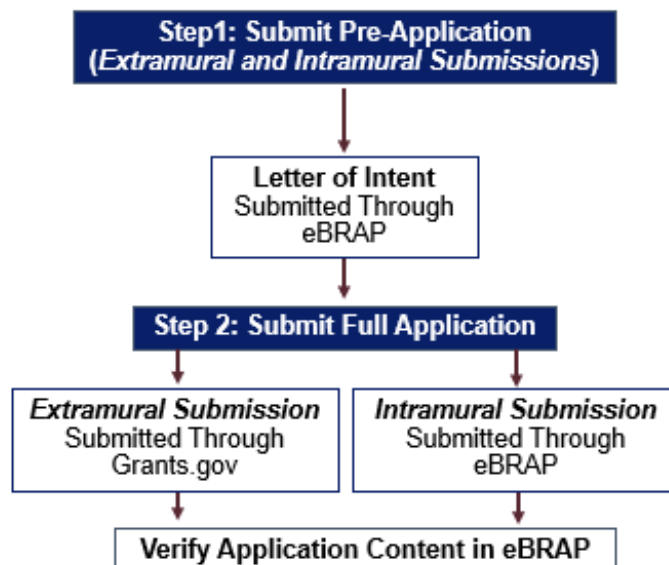 Step1: Submit Pre-Application
(Extramural and Intramural Submissions)
Letter of Intent
Submitted Through
eBRAP
Step 2: Submit Full Application
Extramural Submission
Submitted Through
Grants.gov
Intramural Submission
Submitted Through
eBRAP
Verify Application Content in eBRAP